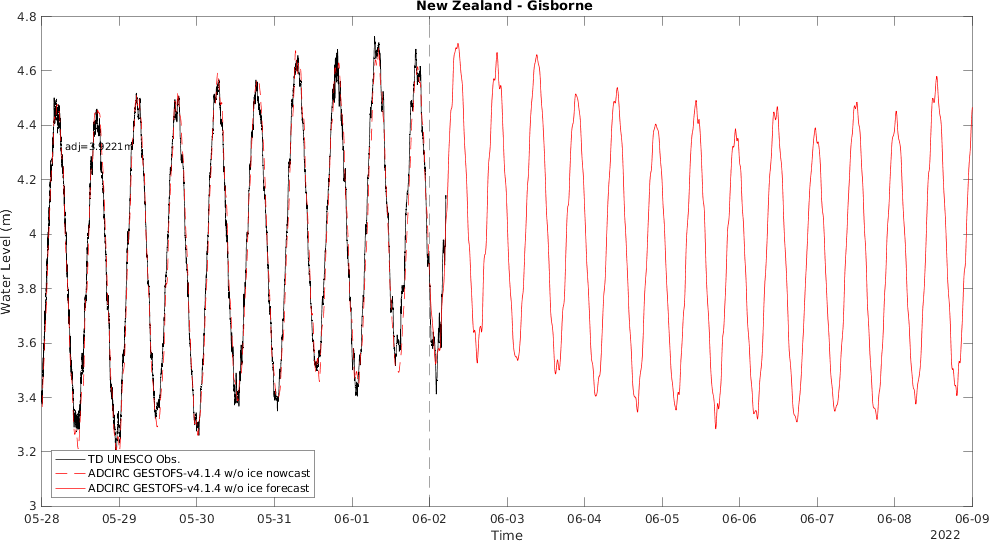 New Zealand - Gisborne
4.8
4.6
4.4
4.2
4
3.8
3.6
3.4
3.2
3
Water Level (m)
adj=3.9221m
TD UNESCO Obs.
ADCIRC GESTOFS-v4.1.4 w/o ice nowcast
ADCIRC GESTOFS-v4.1.4 w/o ice forecast
05-28 05-29 05-30 05-31 06-01 06-02 06-03 06-04 06-05 06-06 06-07 06-08 06-09
Time
2022